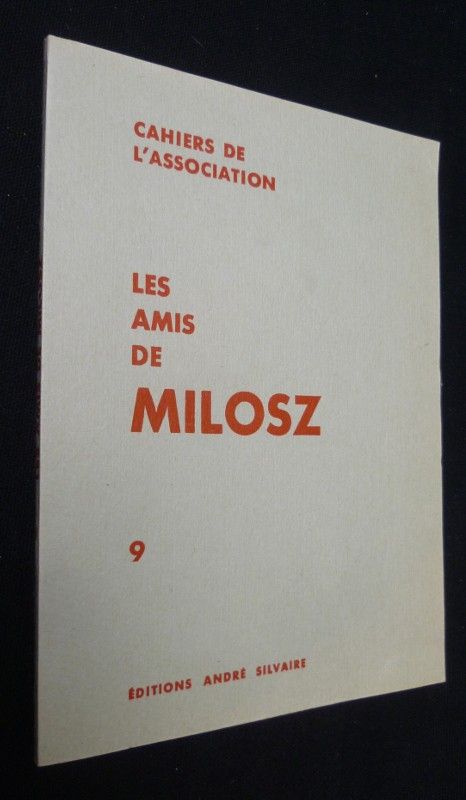 CAHIERS DE
L'ASSOCIATION
LES
AMIS
DE
MILOSZ
9
ÉDITIONS ANDRÉ SILVAIRE